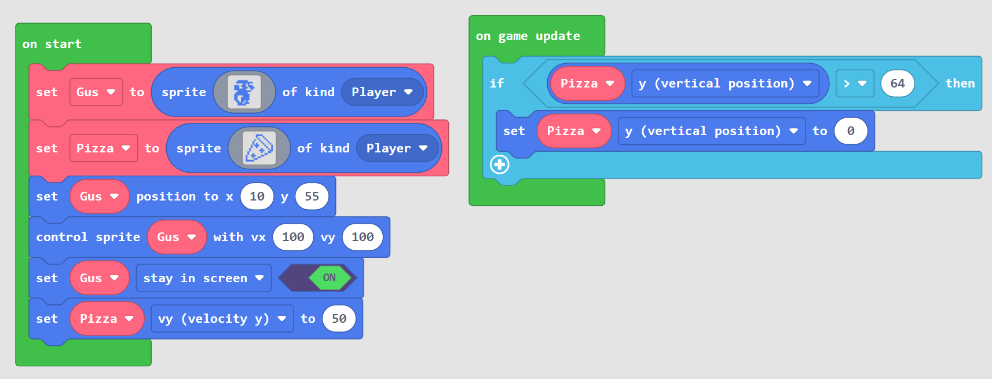 on start
set Gus to sprite of kind Player
set Pizza to sprite of kind Player
set Gus position to x 10 y 55
control sprite Gus with vx 100 vy 100
set Gus stay in screen ON
set Pizza vy (velocity y) to 50
on game update
if Pizza y (vertical position) > 64 then
set Pizza y (vertical position) to 0